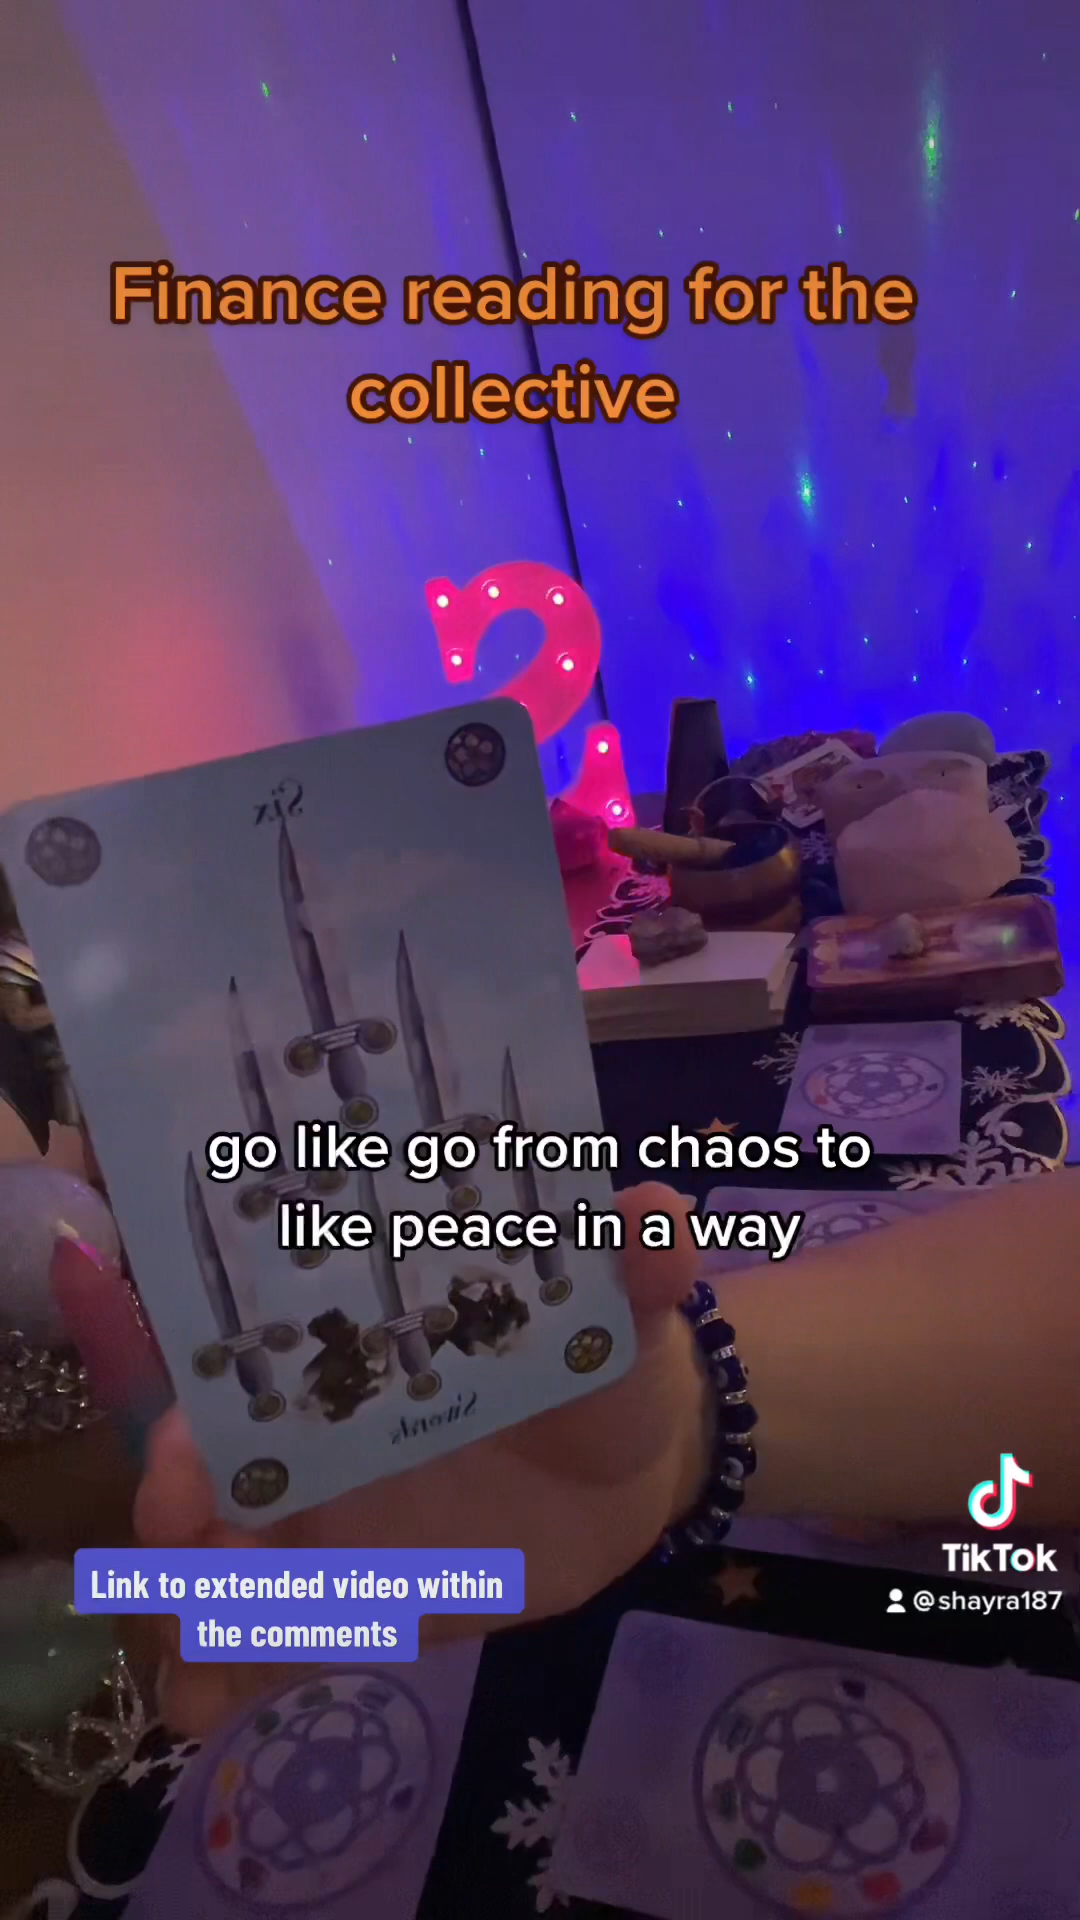 Finance reading for the
collective
Six
go like go from chaos to
like peace in a way
Swords
Link to extended video within
the comments
TikTok
@shayra187